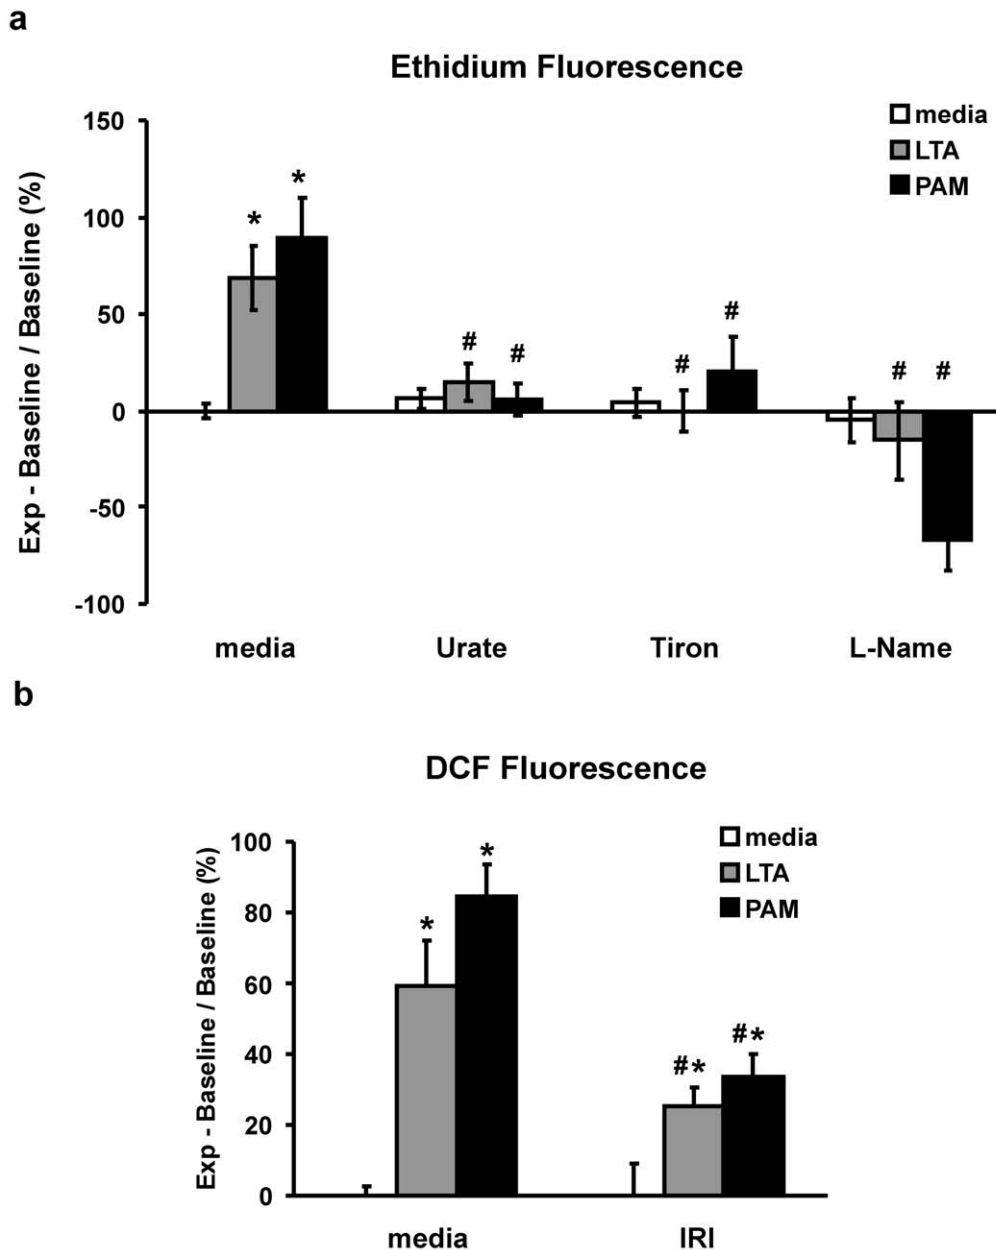 a
Ethidium Fluorescence
Exp - Baseline / Baseline (%)
150
100
50
0
-50
-100
media
LTA
PAM
*
*
#
#
#
#
#
#
media
Urate
Tiron
L-Name
b
DCF Fluorescence
Exp - Baseline / Baseline (%)
100
80
60
40
20
0
media
LTA
PAM
*
*
#*
#*
media
IRI